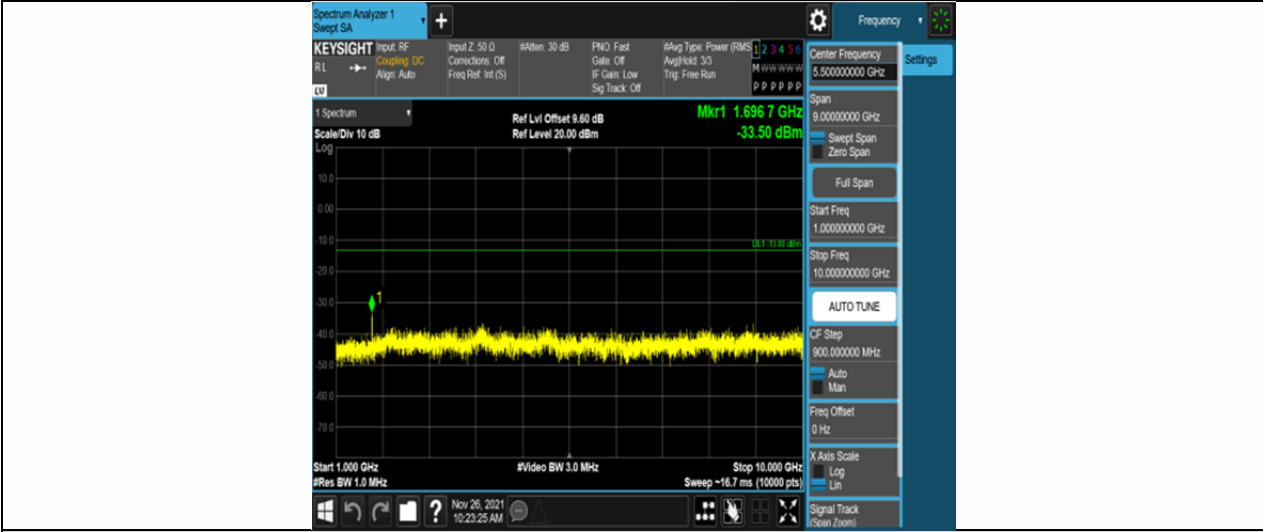 Spectrum Analyzer 1
Swept SA
+
Frequency
KEYSIGHT
RL
Input: RF
Coupling: DC
Align: Auto
Input Z: 50 Ω
Corrections: Off
Freq Ref: Int (S)
#Atten: 30 dB
PNO: Fast
Gate: Off
IF Gain: Low
Sig Track: Off
#Avg Type: Power (RMS
Avg|Hold: 3/3
Trig: Free Run
1 2 3 4 5 6
M W W W W W
P P P P P P
1 Spectrum
Scale/Div 10 dB
Log
Ref Lvl Offset 9.60 dB
Ref Level 20.00 dBm
Mkr1 1.696 7 GHz
-33.50 dBm
10.0
0.00
-10.0
-20.0
-30.0
-40.0
-50.0
-60.0
-70.0
DL1 -13.00 dBm
1
Start 1.000 GHz
#Res BW 1.0 MHz
#Video BW 3.0 MHz
Stop 10.000 GHz
Sweep ~16.7 ms (10000 pts)
Center Frequency
5.500000000 GHz
Settings
Span
9.00000000 GHz
Swept Span
Zero Span
Full Span
Start Freq
1.000000000 GHz
Stop Freq
10.000000000 GHz
AUTO TUNE
CF Step
900.000000 MHz
Auto
Man
Freq Offset
0 Hz
X Axis Scale
Log
Lin
Signal Track
(Span Zoom)
?
Nov 26, 2021
10:23:25 AM